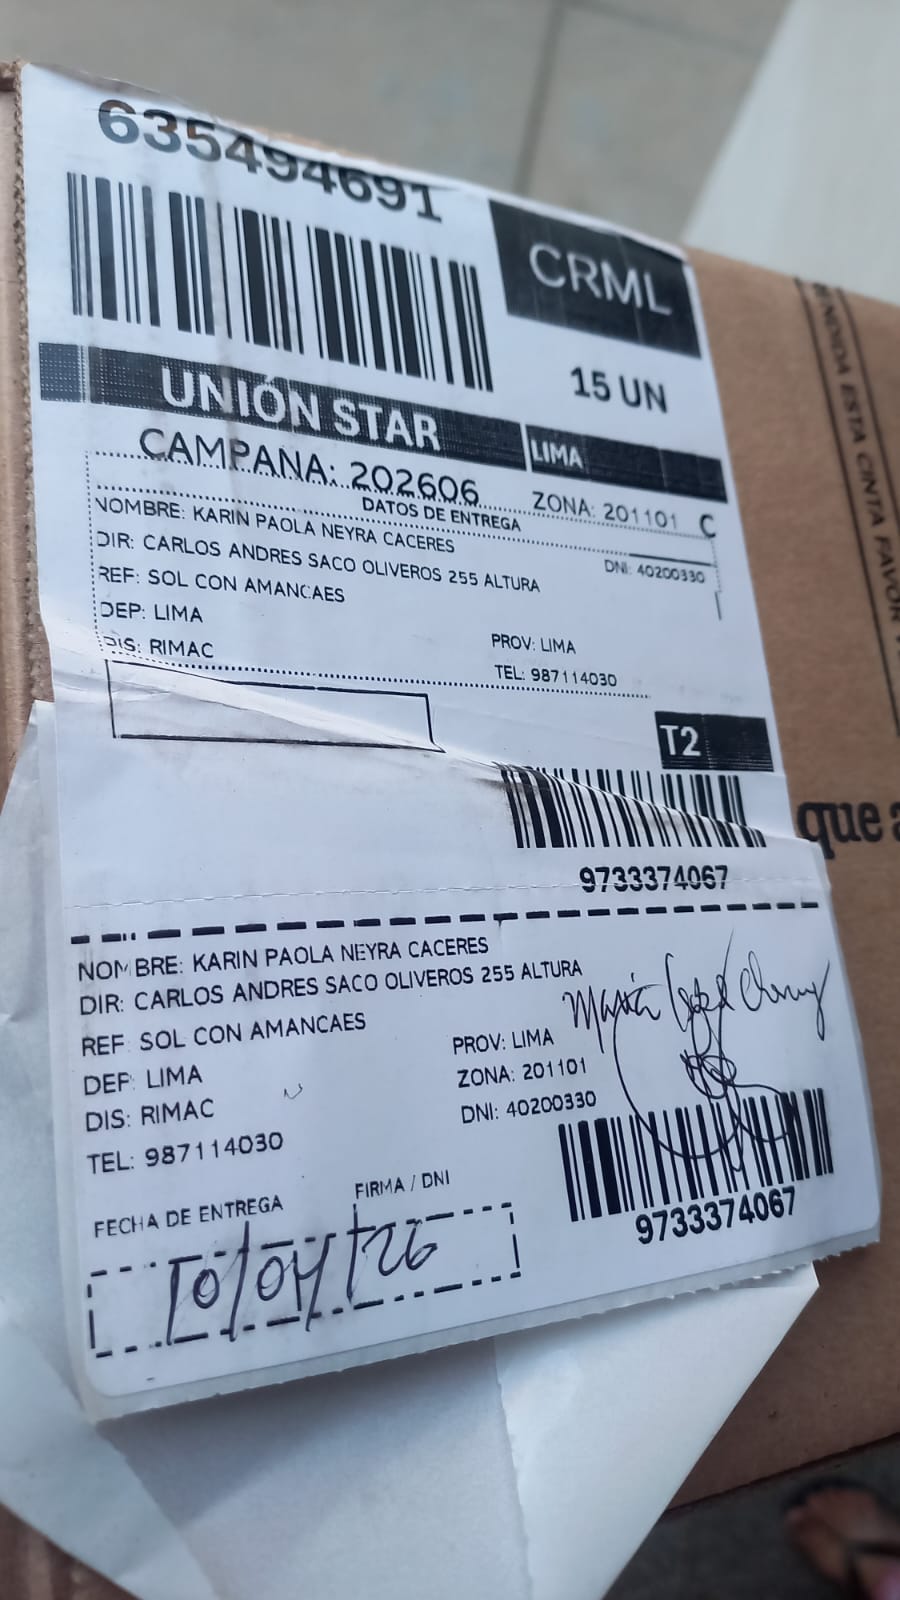 635494691
CRML
15 UN
UNIÓN STAR
LIMA
CAMPAÑA: 202606
ZONA: 201101 C
DATOS DE ENTREGA
NOMBRE: KARIN PAOLA NEYRA CACERES
DNI: 40200330
DIR: CARLOS ANDRES SACO OLIVEROS 255 ALTURA
REF: SOL CON AMANCAES
DEP: LIMA
PROV: LIMA
DIS: RIMAC
TEL: 987114030
T2
9733374067
NOMBRE: KARIN PAOLA NEYRA CACERES
DIR: CARLOS ANDRES SACO OLIVEROS 255 ALTURA
REF: SOL CON AMANCAES
PROV: LIMA
DEP: LIMA
ZONA: 201101
DIS: RIMAC
DNI: 40200330
TEL: 987114030
FECHA DE ENTREGA
FIRMA / DNI
9733374067
10/04/26
ESTA CINTA FAVOR
que